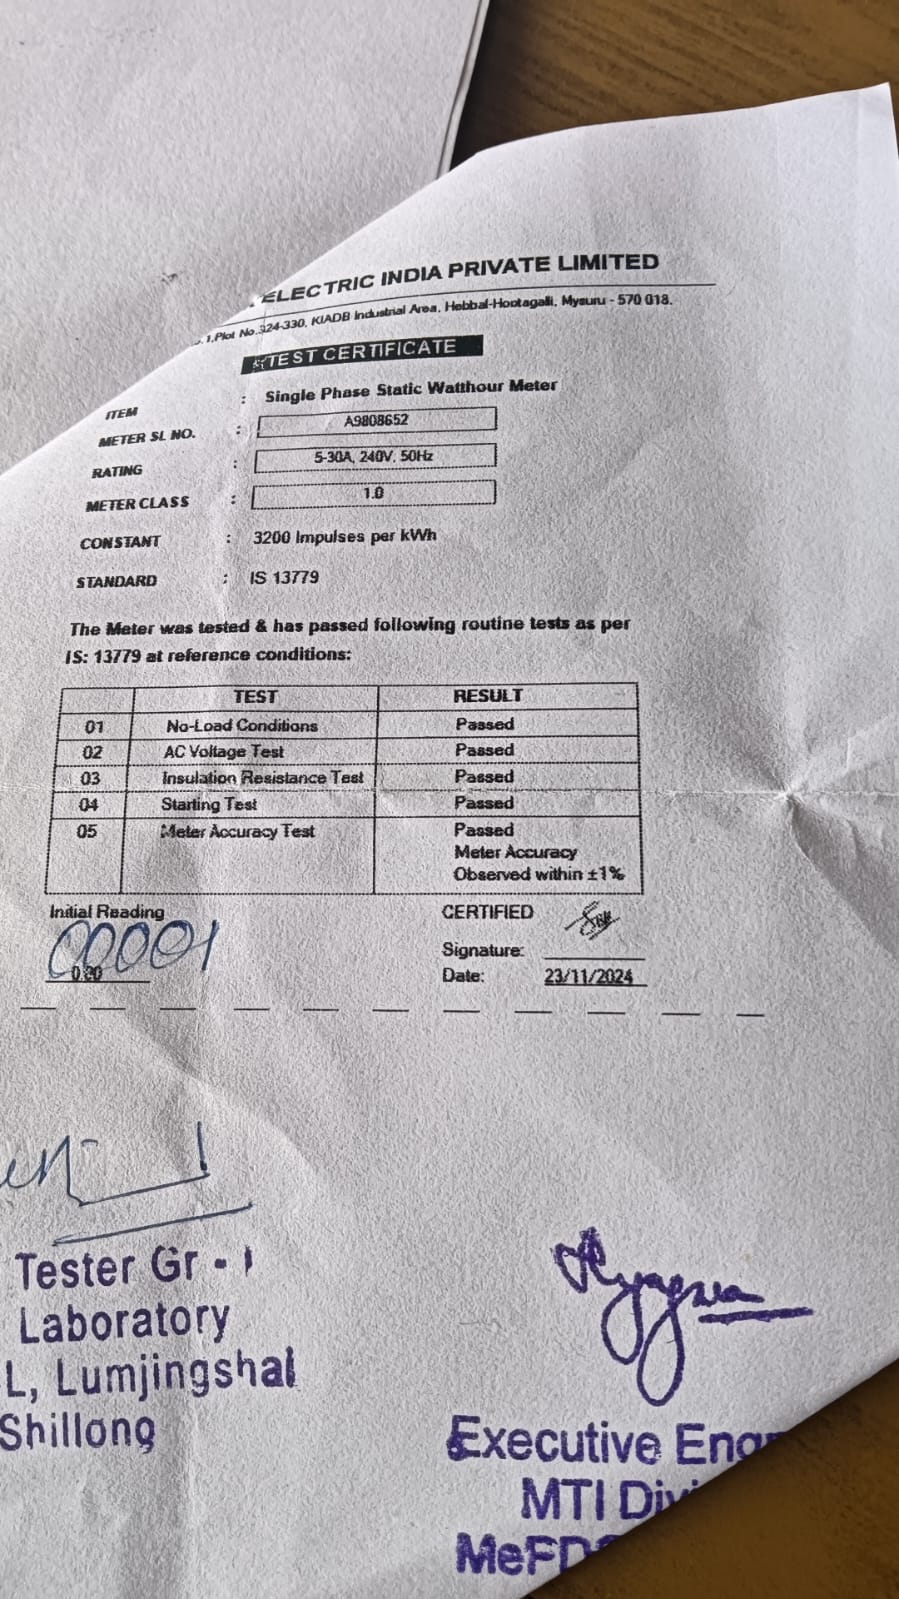 ELECTRIC INDIA PRIVATE LIMITED
1,Plot No.324-330, KIADB Industrial Area, Hebbal-Hootagalli, Mysuru - 570 018.
TEST CERTIFICATE
ITEM : Single Phase Static Watthour Meter
METER SL NO. : A9808652
RATING : 5-30A, 240V, 50Hz
METER CLASS : 1.0
CONSTANT : 3200 Impulses per kWh
STANDARD : IS 13779
The Meter was tested & has passed following routine tests as per
IS: 13779 at reference conditions:
TEST RESULT
01 No-Load Conditions Passed
02 AC Voltage Test Passed
03 Insulation Resistance Test Passed
04 Starting Test Passed
05 Meter Accuracy Test Passed
Meter Accuracy
Observed within ±1%
Initial Reading
00001
0.20
CERTIFIED
Signature:
Date: 23/11/2024
Tester Gr - I
Laboratory
L, Lumjingshai
Shillong
Executive Eng
MTI Divi